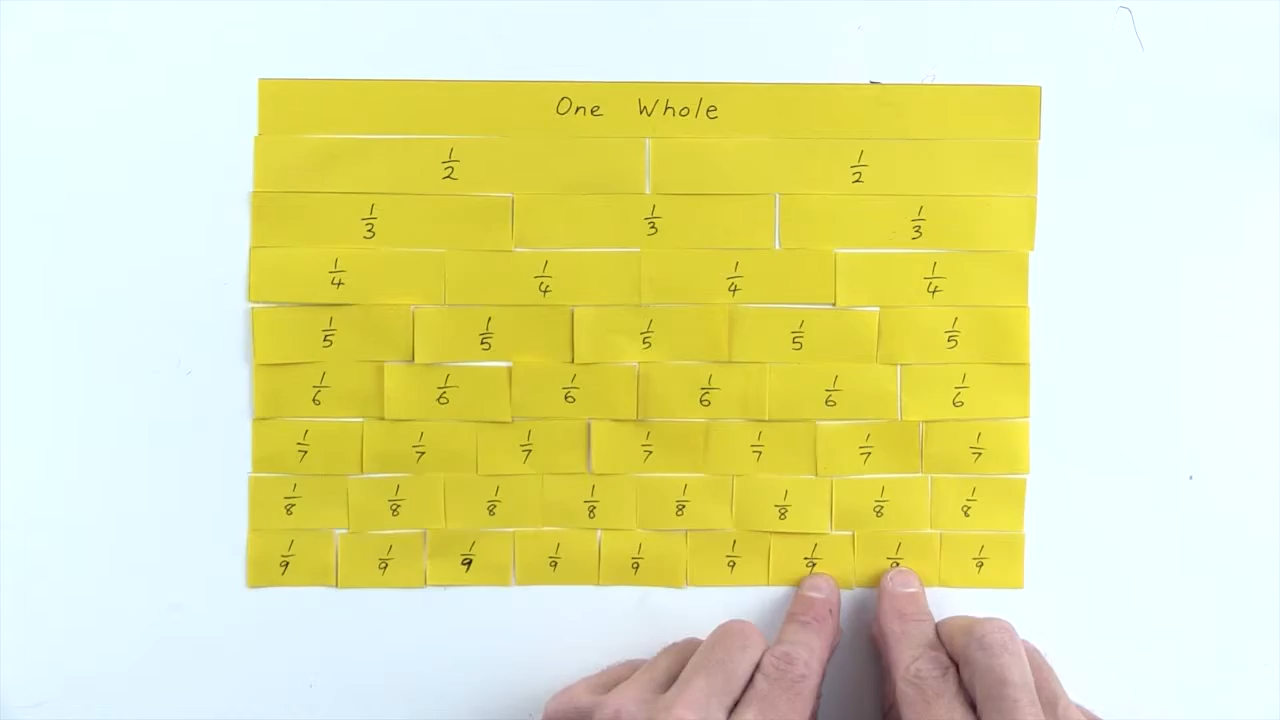 One Whole
1/2 1/2
1/3 1/3 1/3
1/4 1/4 1/4 1/4
1/5 1/5 1/5 1/5 1/5
1/6 1/6 1/6 1/6 1/6 1/6
1/7 1/7 1/7 1/7 1/7 1/7 1/7
1/8 1/8 1/8 1/8 1/8 1/8 1/8 1/8
1/9 1/9 1/9 1/9 1/9 1/9 1/9 1/9 1/9